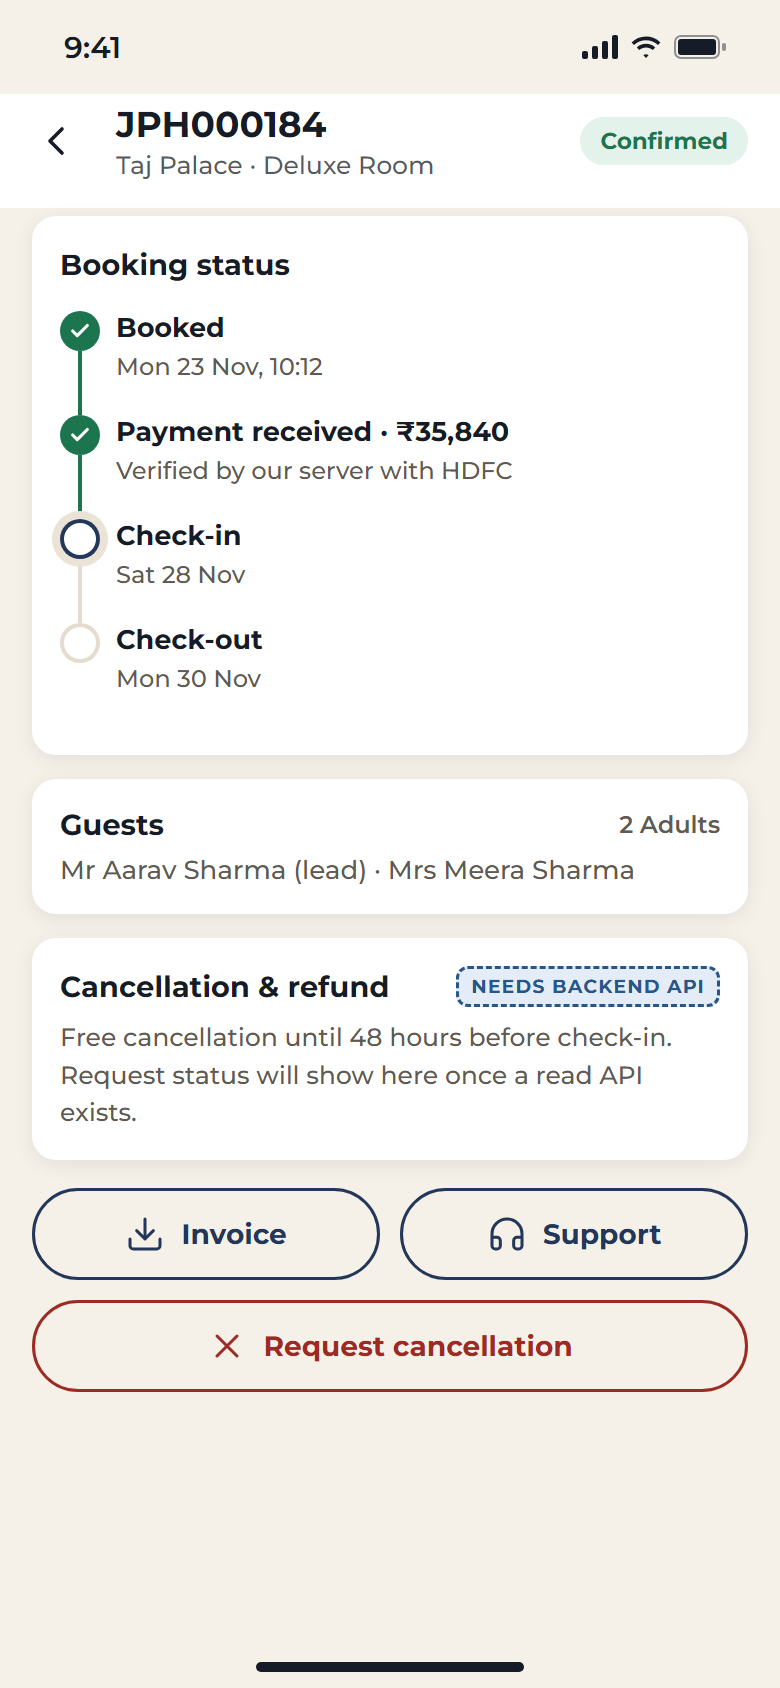 9:41
JPH000184
Taj Palace · Deluxe Room
Confirmed
Booking status
Booked
Mon 23 Nov, 10:12
Payment received · ₹35,840
Verified by our server with HDFC
Check-in
Sat 28 Nov
Check-out
Mon 30 Nov
Guests
2 Adults
Mr Aarav Sharma (lead) · Mrs Meera Sharma
Cancellation & refund
NEEDS BACKEND API
Free cancellation until 48 hours before check-in.
Request status will show here once a read API
exists.
Invoice
Support
Request cancellation